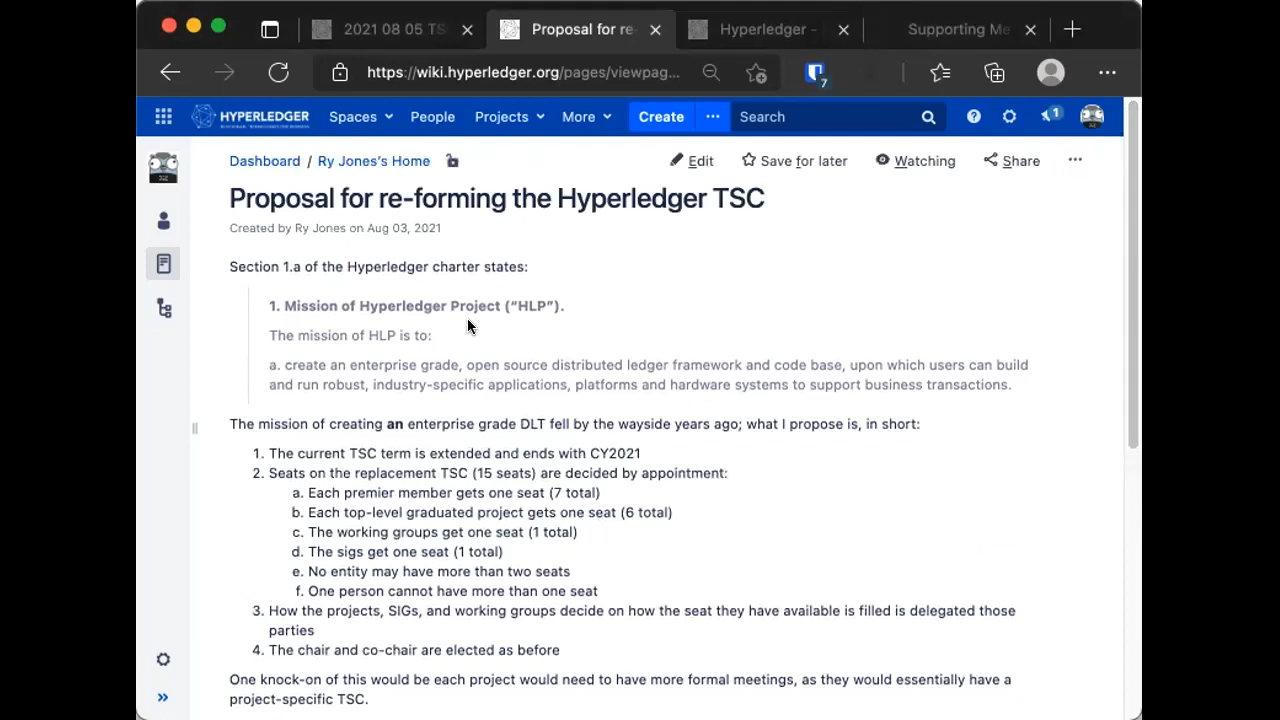 2021 08 05 TS
Proposal for re-
Hyperledger -
Supporting Me
https://wiki.hyperledger.org/pages/viewpag...
7
HYPERLEDGER
Spaces
People
Projects
More
Create
Search
1
Dashboard / Ry Jones's Home
Edit
Save for later
Watching
Share
Proposal for re-forming the Hyperledger TSC
Created by Ry Jones on Aug 03, 2021
Section 1.a of the Hyperledger charter states:
1. Mission of Hyperledger Project (“HLP”).
The mission of HLP is to:
a. create an enterprise grade, open source distributed ledger framework and code base, upon which users can build
and run robust, industry-specific applications, platforms and hardware systems to support business transactions.
The mission of creating an enterprise grade DLT fell by the wayside years ago; what I propose is, in short:
1. The current TSC term is extended and ends with CY2021
2. Seats on the replacement TSC (15 seats) are decided by appointment:
a. Each premier member gets one seat (7 total)
b. Each top-level graduated project gets one seat (6 total)
c. The working groups get one seat (1 total)
d. The sigs get one seat (1 total)
e. No entity may have more than two seats
f. One person cannot have more than one seat
3. How the projects, SIGs, and working groups decide on how the seat they have available is filled is delegated those
parties
4. The chair and co-chair are elected as before
One knock-on of this would be each project would need to have more formal meetings, as they would essentially have a
project-specific TSC.